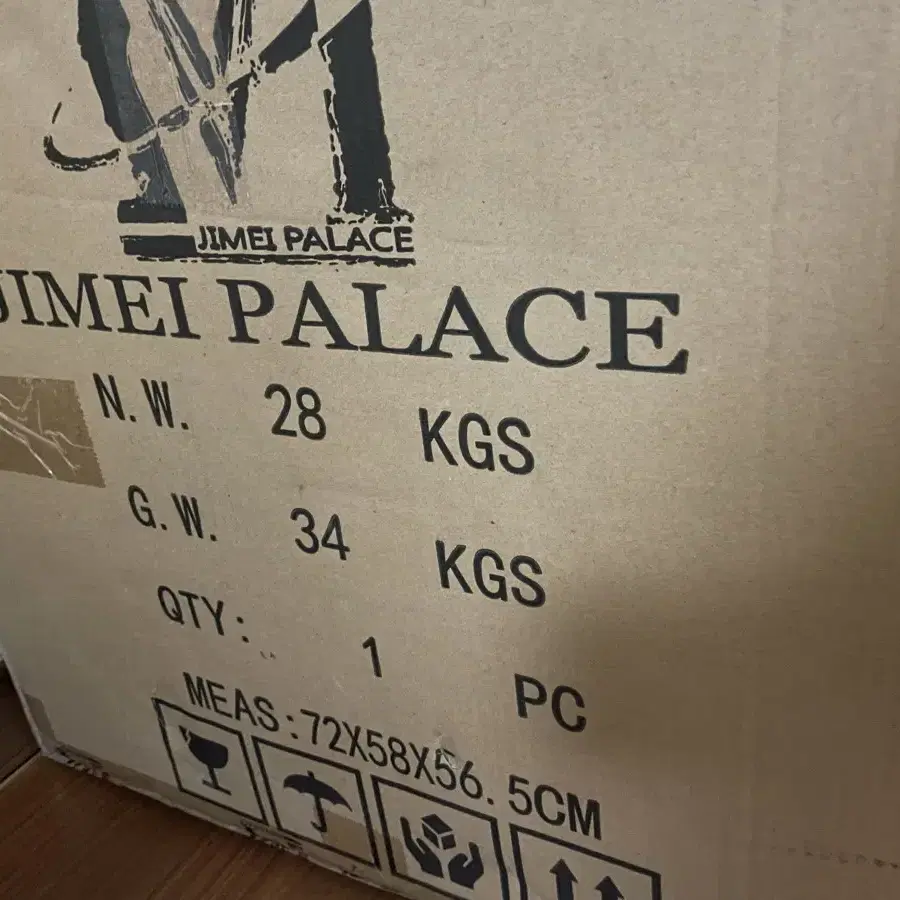 JIMEI PALACE
JIMEI PALACE
N.W. 28 KGS
G.W. 34 KGS
QTY: 1 PC
MEAS:72X58X56.5CM